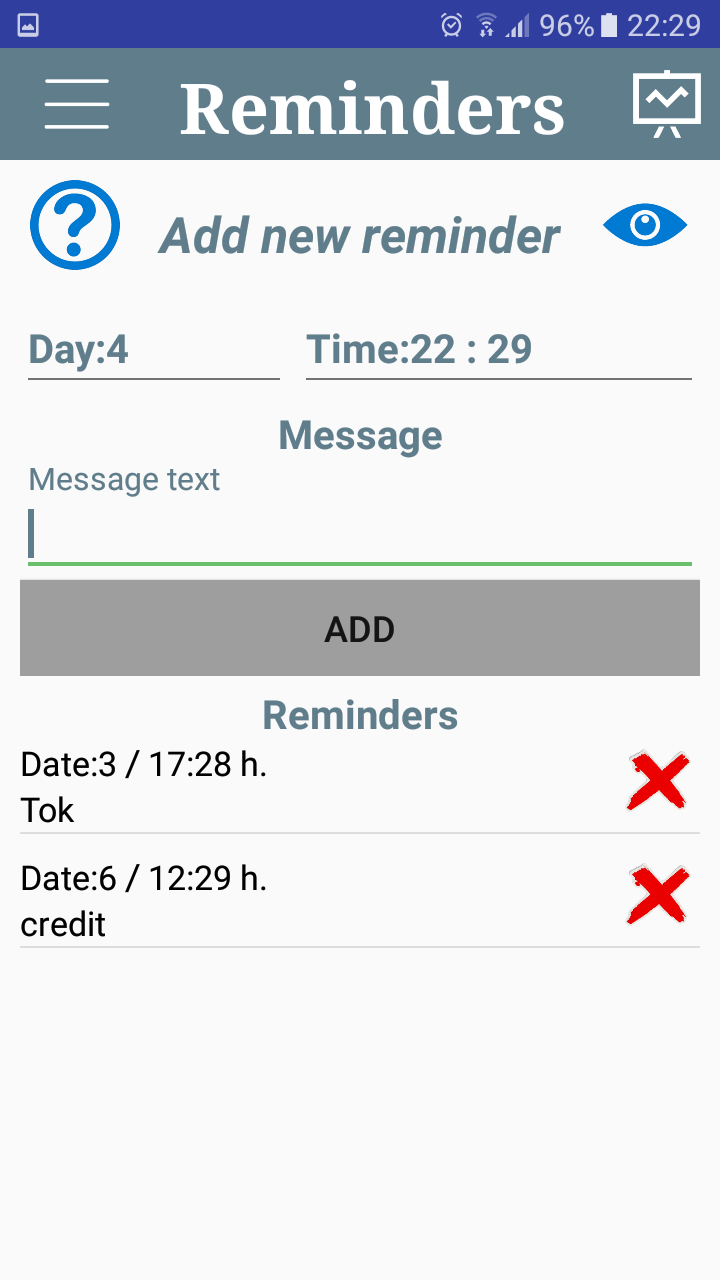 96% 22:29
Reminders
Add new reminder
Day:4 Time:22 : 29
Message
Message text
ADD
Reminders
Date:3 / 17:28 h.
Tok
Date:6 / 12:29 h.
credit